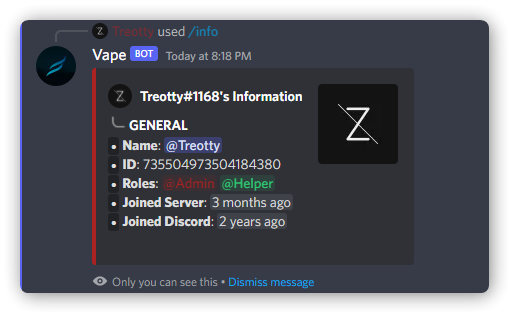 Treotty used /info
Vape BOT Today at 8:18 PM
Treotty#1168's Information
GENERAL
• Name: @Treotty
• ID: 735504973504184380
• Roles: @Admin @Helper
• Joined Server: 3 months ago
• Joined Discord: 2 years ago
Only you can see this • Dismiss message